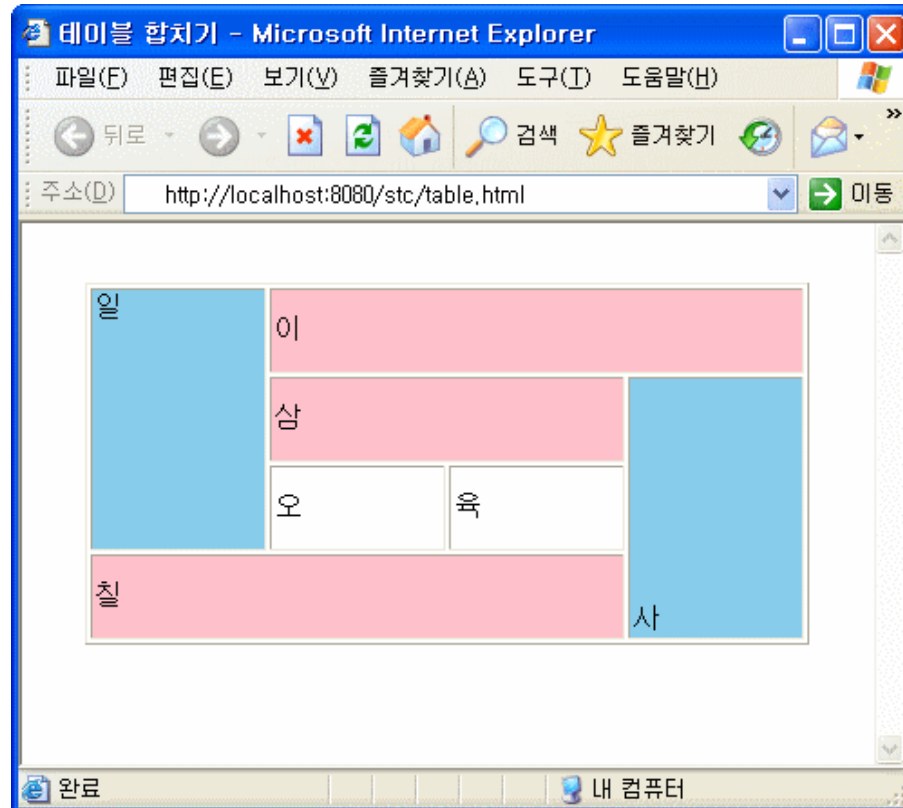 테이블 합치기 - Microsoft Internet Explorer
파일(F) 편집(E) 보기(V) 즐겨찾기(A) 도구(T) 도움말(H)
뒤로 검색 즐겨찾기 »
주소(D) http://localhost:8080/stc/table.html 이동
일
이
삼
오 육
칠
사
완료 내 컴퓨터